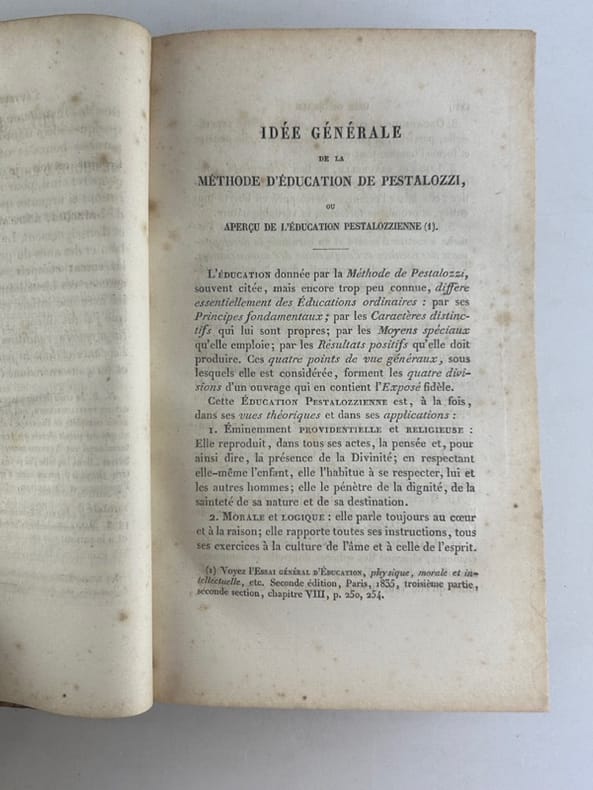 IDÉE GÉNÉRALE
DE LA
MÉTHODE D'ÉDUCATION DE PESTALOZZI,
OU
APERÇU DE L'ÉDUCATION PESTALOZZIENNE (1).
L'ÉDUCATION donnée par la Méthode de Pestalozzi,
souvent citée, mais encore trop peu connue, diffère
essentiellement des Éducations ordinaires : par ses
Principes fondamentaux; par les Caractères distinc-
tifs qui lui sont propres; par les Moyens spéciaux
qu'elle emploie; par les Résultats positifs qu'elle doit
produire. Ces quatre points de vue généraux, sous
lesquels elle est considérée, forment les quatre divi-
sions d'un ouvrage qui en contient l'Exposé fidèle.
Cette ÉDUCATION PESTALOZZIENNE est, à la fois,
dans ses vues théoriques et dans ses applications :
1. Éminemment PROVIDENTIELLE et RELIGIEUSE :
Elle reproduit, dans tous ses actes, la pensée et, pour
ainsi dire, la présence de la Divinité; en respectant
elle-même l'enfant, elle l'habitue à se respecter, lui et
les autres hommes; elle le pénètre de la dignité, de la
sainteté de sa nature et de sa destination.
2. MORALE et LOGIQUE : elle parle toujours au cœur
et à la raison; elle rapporte toutes ses instructions, tous
ses exercices à la culture de l'âme et à celle de l'esprit.
(1) Voyez l'ESSAI GÉNÉRAL D'ÉDUCATION, physique, morale et in-
tellectuelle, etc. Seconde édition, Paris, 1835, troisième partie,
seconde section, chapitre VIII, p. 250, 254.